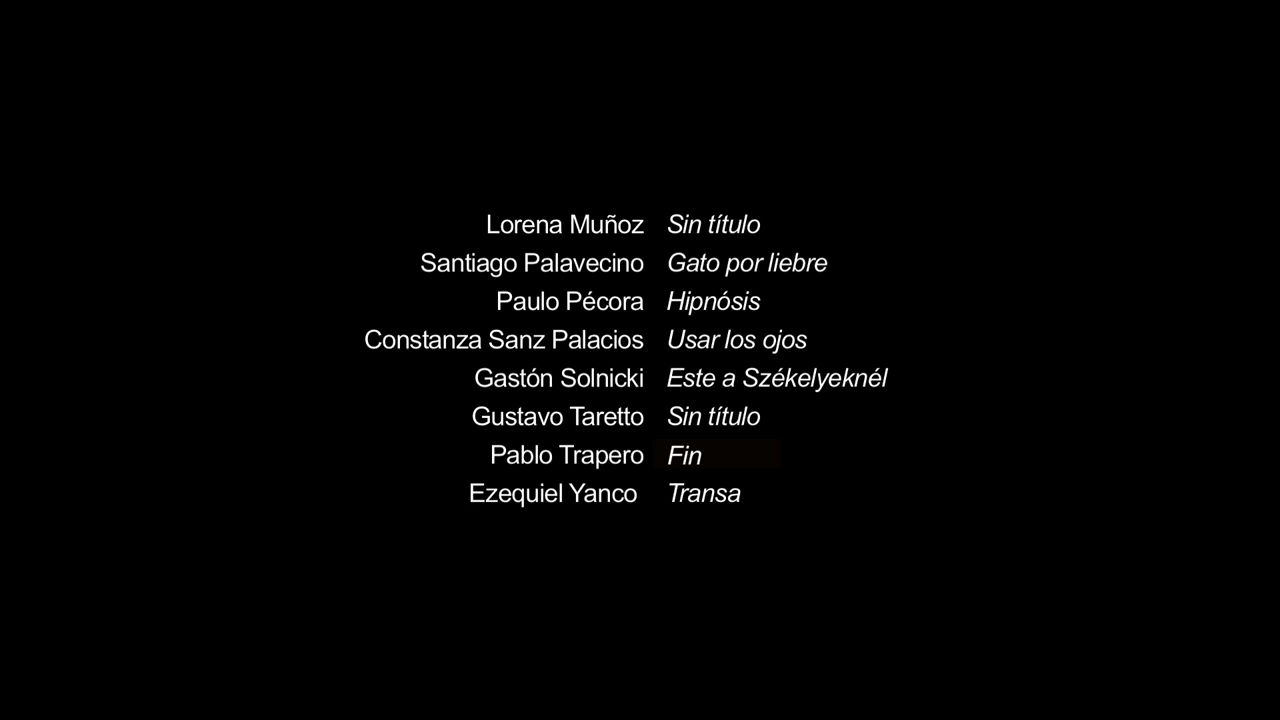 Lorena Muñoz Sin título
Santiago Palavecino Gato por liebre
Paulo Pécora Hipnósis
Constanza Sanz Palacios Usar los ojos
Gastón Solnicki Este a Székelyeknél
Gustavo Taretto Sin título
Pablo Trapero Fin
Ezequiel Yanco Transa